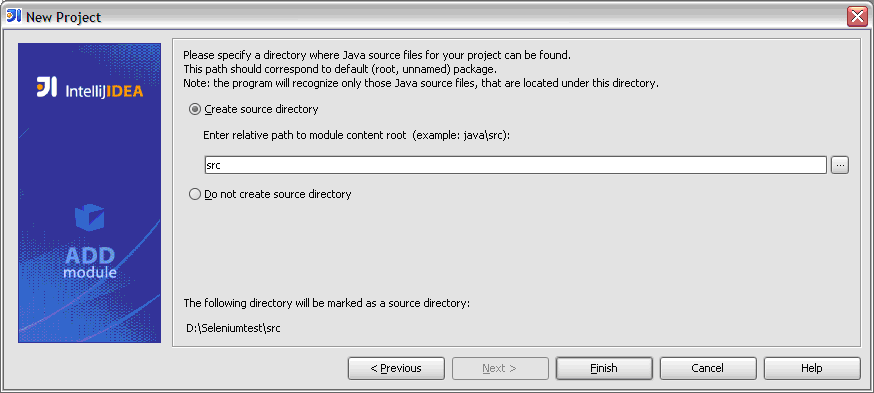 New Project
IntelliJIDEA
ADD
module
Please specify a directory where Java source files for your project can be found.
This path should correspond to default (root, unnamed) package.
Note: the program will recognize only those Java source files, that are located under this directory.
Create source directory
Enter relative path to module content root (example: java\src):
src
...
Do not create source directory
The following directory will be marked as a source directory:
D:\Seleniumtest\src
< Previous
Next >
Finish
Cancel
Help